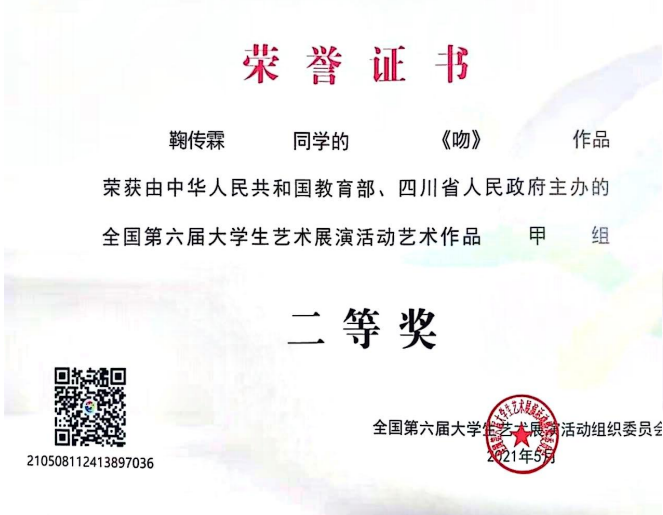 荣誉证书
鞠传霖 同学的 《吻》 作品
荣获由中华人民共和国教育部、四川省人民政府主办的
全国第六届大学生艺术展演活动艺术作品 甲 组
二等奖
全国第六届大学生艺术展演活动组织委员会
2021年5月
210508112413897036